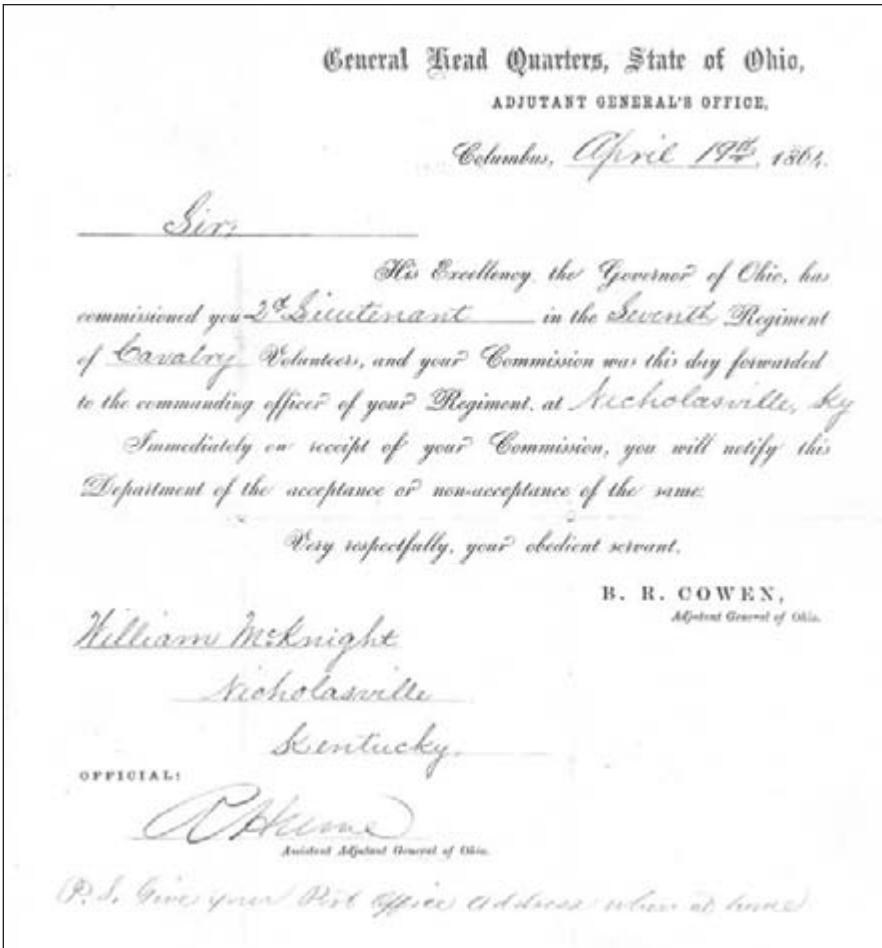 General Head Quarters, State of Ohio,
ADJUTANT GENERAL'S OFFICE,
Columbus, April 19th, 1864.
Sir,
His Excellency, the Governor of Ohio, has
commissioned you 2d Lieutenant in the Seventh Regiment
of Cavalry Volunteers, and your Commission was this day forwarded
to the commanding officer of your Regiment, at Nicholasville, Ky
Immediately on receipt of your Commission, you will notify this
Department of the acceptance or non-acceptance of the same.
Very respectfully, your obedient servant,
B. R. COWEN,
Adjutant General of Ohio.
William McKnight
Nicholasville
Kentucky.
OFFICIAL:
Assistant Adjutant General of Ohio.
P.S. Give your Post Office address when at home